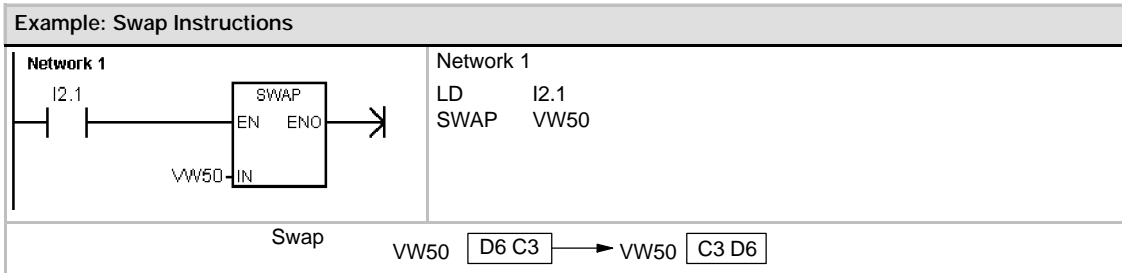 Example: Swap Instructions
Network 1
I2.1
SWAP
EN ENO
VW50 IN
Network 1
LD I2.1
SWAP VW50
Swap VW50 D6 C3 VW50 C3 D6